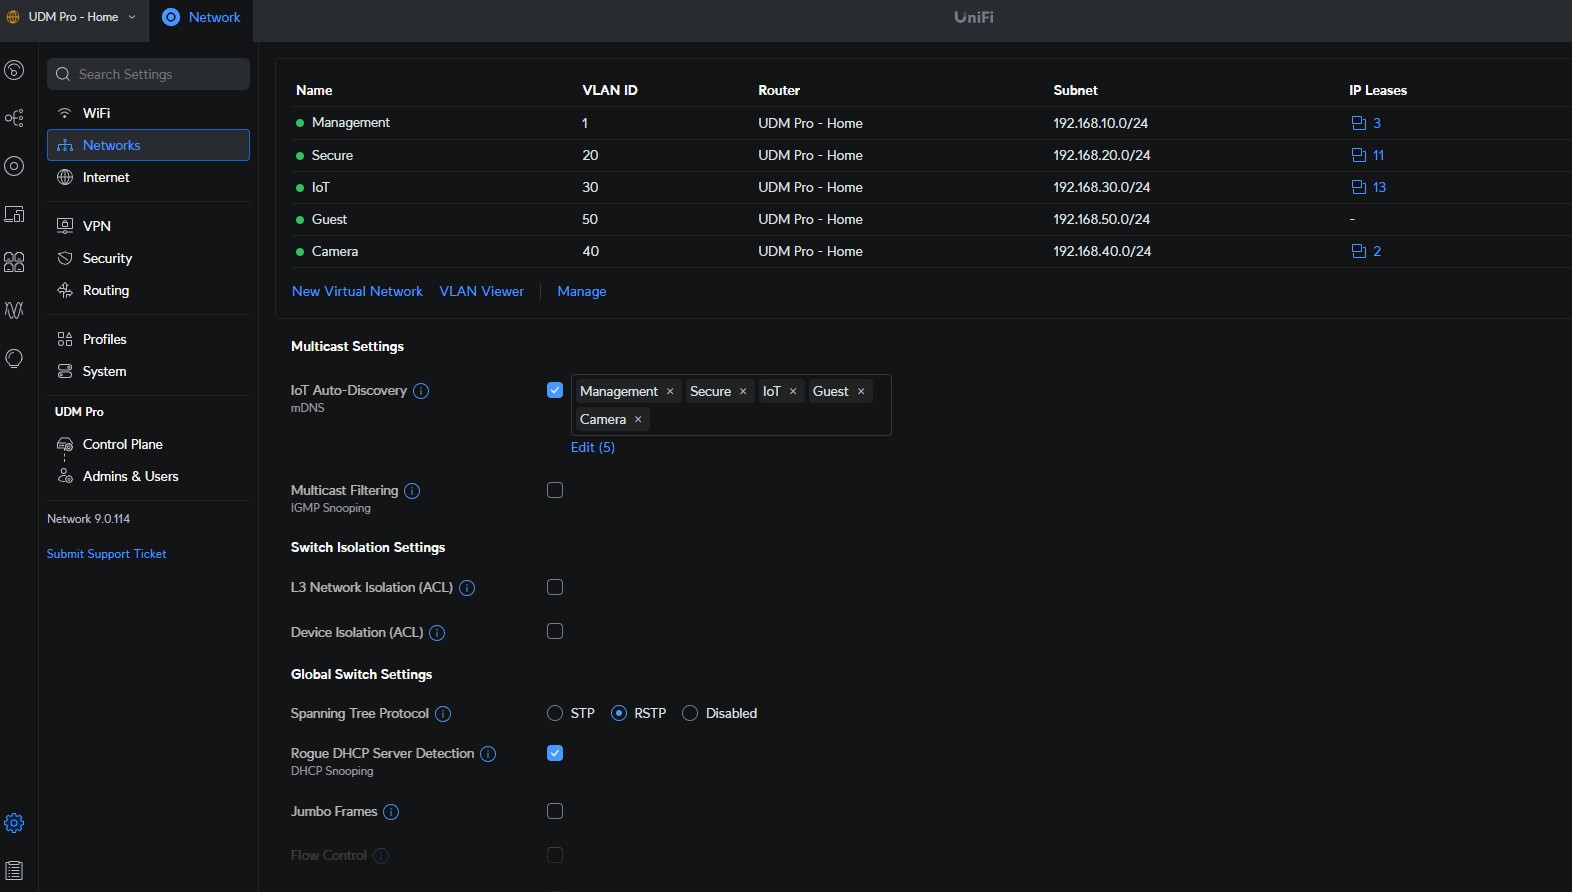 UDM Pro - Home
Network
UniFi
Search Settings
WiFi
Networks
Internet
VPN
Security
Routing
Profiles
System
UDM Pro
Control Plane
Admins & Users
Network 9.0.114
Submit Support Ticket
Name VLAN ID Router Subnet IP Leases
Management 1 UDM Pro - Home 192.168.10.0/24 3
Secure 20 UDM Pro - Home 192.168.20.0/24 11
IoT 30 UDM Pro - Home 192.168.30.0/24 13
Guest 50 UDM Pro - Home 192.168.50.0/24 -
Camera 40 UDM Pro - Home 192.168.40.0/24 2
New Virtual Network VLAN Viewer Manage
Multicast Settings
IoT Auto-Discovery
mDNS
Management × Secure × IoT × Guest ×
Camera ×
Edit (5)
Multicast Filtering
IGMP Snooping
Switch Isolation Settings
L3 Network Isolation (ACL)
Device Isolation (ACL)
Global Switch Settings
Spanning Tree Protocol STP RSTP Disabled
Rogue DHCP Server Detection
DHCP Snooping
Jumbo Frames
Flow Control